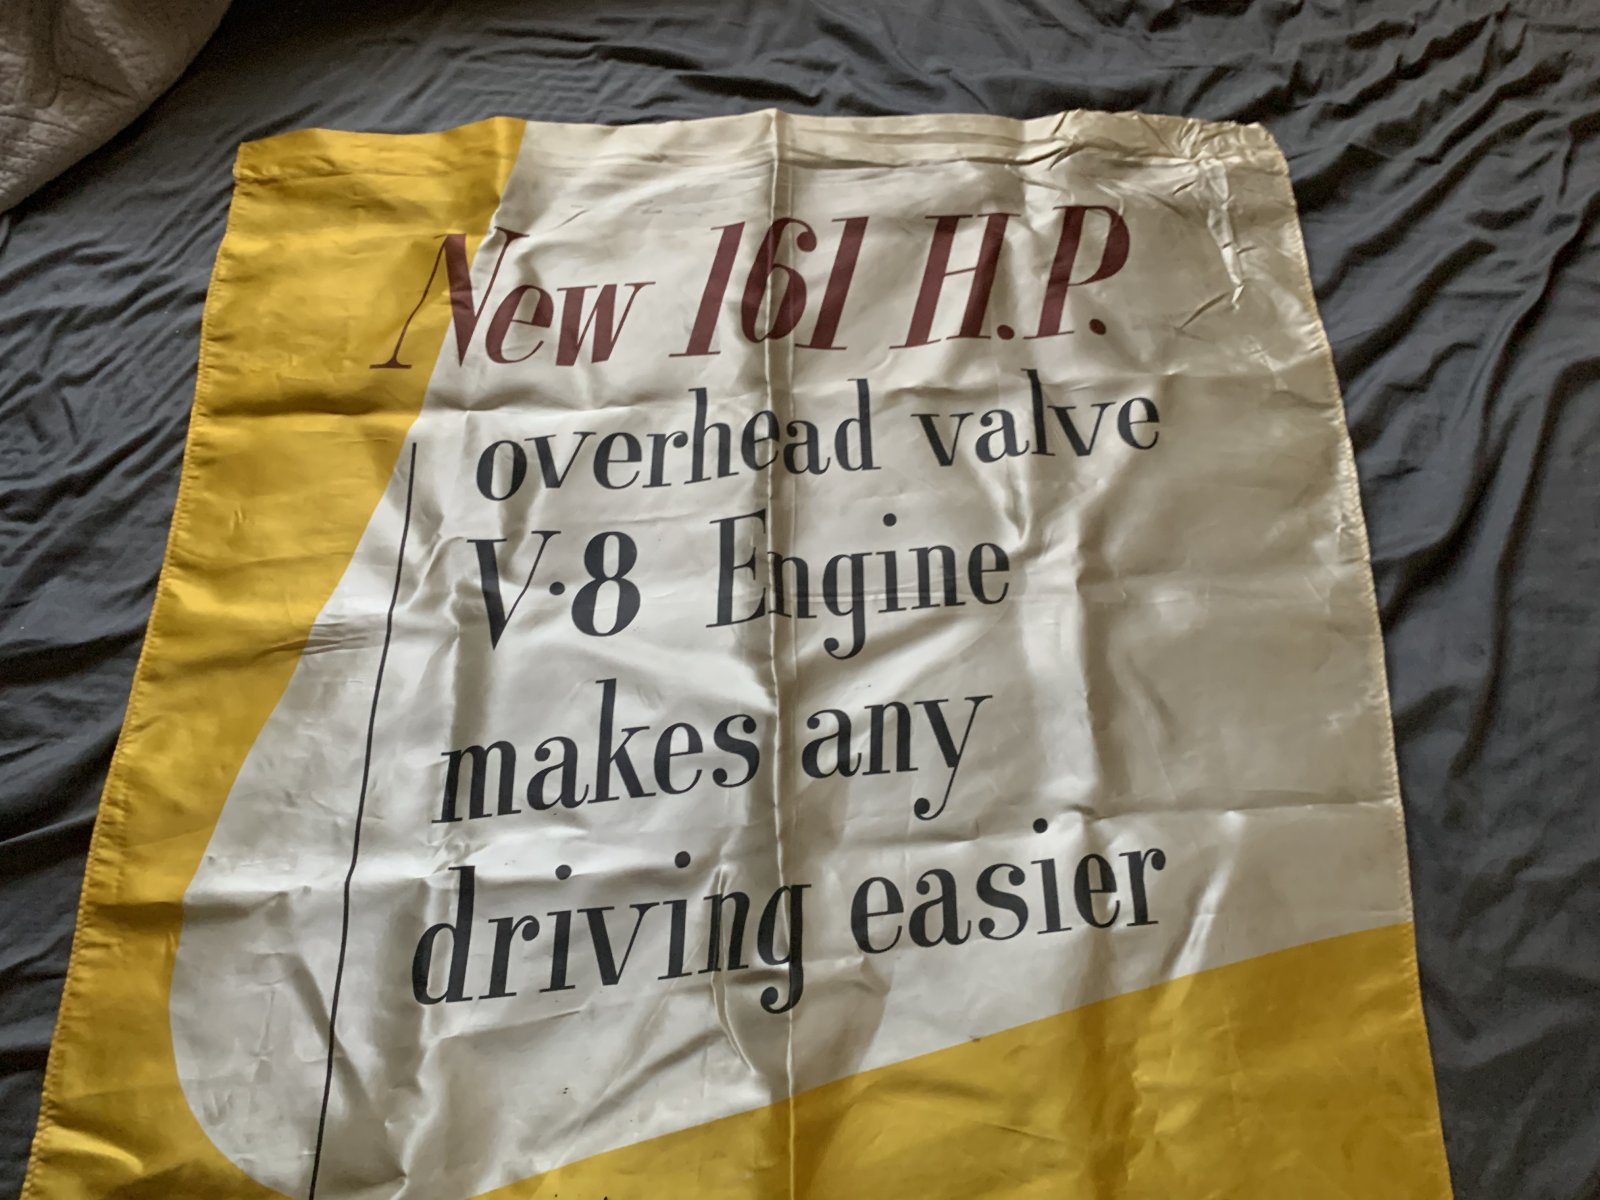 New 161 H.P.
overhead valve
V·8 Engine
makes any
driving easier